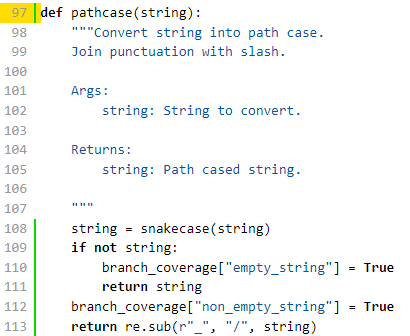 97 def pathcase(string):
98     """Convert string into path case.
99     Join punctuation with slash.
100
101     Args:
102         string: String to convert.
103
104     Returns:
105         string: Path cased string.
106
107     """
108     string = snakecase(string)
109     if not string:
110         branch_coverage["empty_string"] = True
111         return string
112     branch_coverage["non_empty_string"] = True
113     return re.sub(r"_", "/", string)